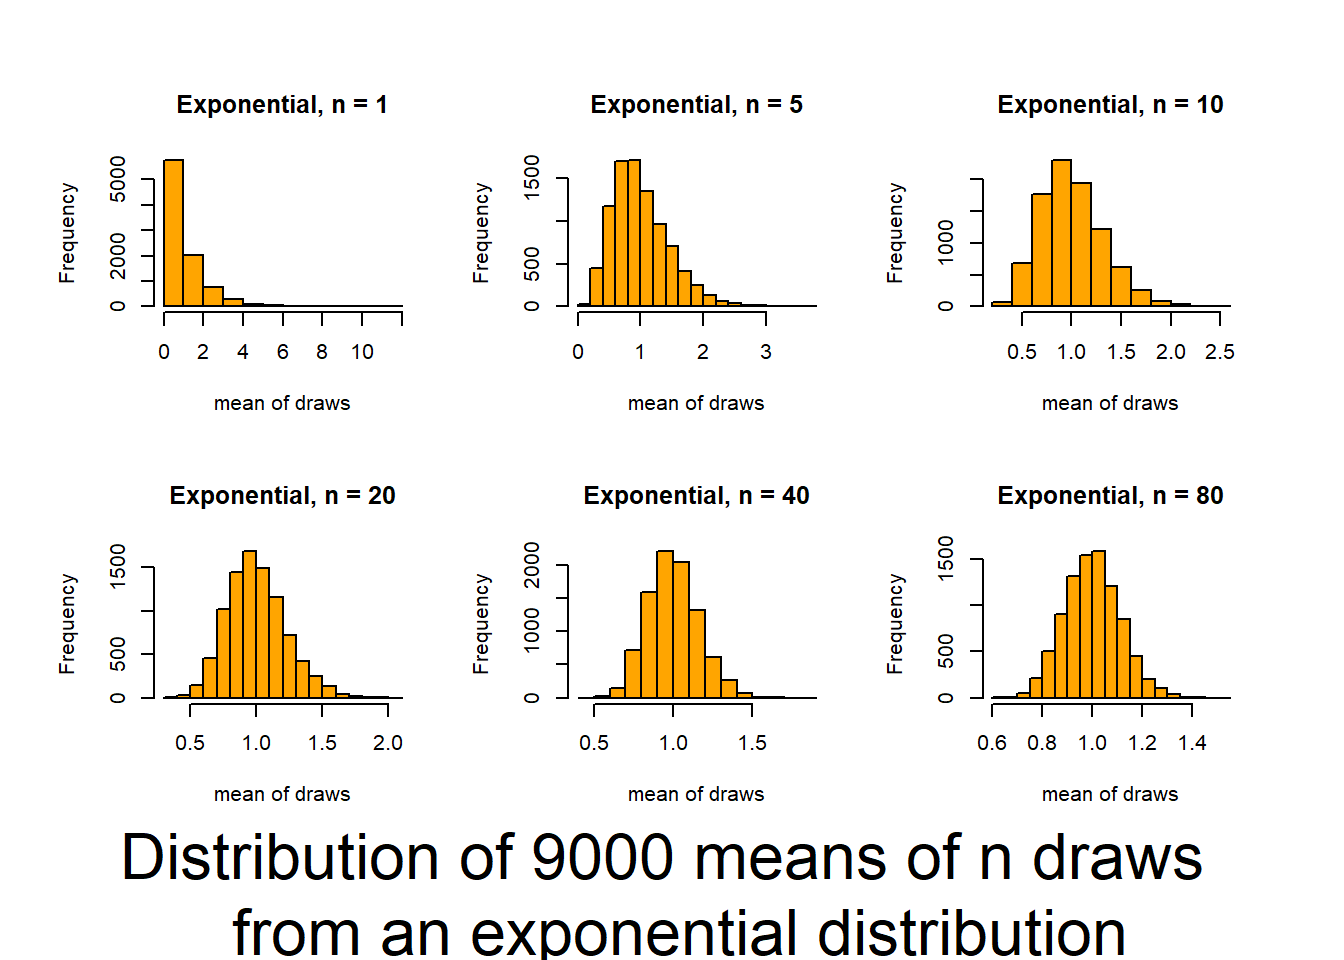 Exponential, n = 1
Frequency
0 2000 5000
0 2 4 6 8 10
mean of draws
Exponential, n = 5
Frequency
0 500 1500
0 1 2 3
mean of draws
Exponential, n = 10
Frequency
0 1000
0.5 1.0 1.5 2.0 2.5
mean of draws
Exponential, n = 20
Frequency
0 500 1500
0.5 1.0 1.5 2.0
mean of draws
Exponential, n = 40
Frequency
0 1000 2000
0.5 1.0 1.5
mean of draws
Exponential, n = 80
Frequency
0 500 1500
0.6 0.8 1.0 1.2 1.4
mean of draws
Distribution of 9000 means of n draws
from an exponential distribution